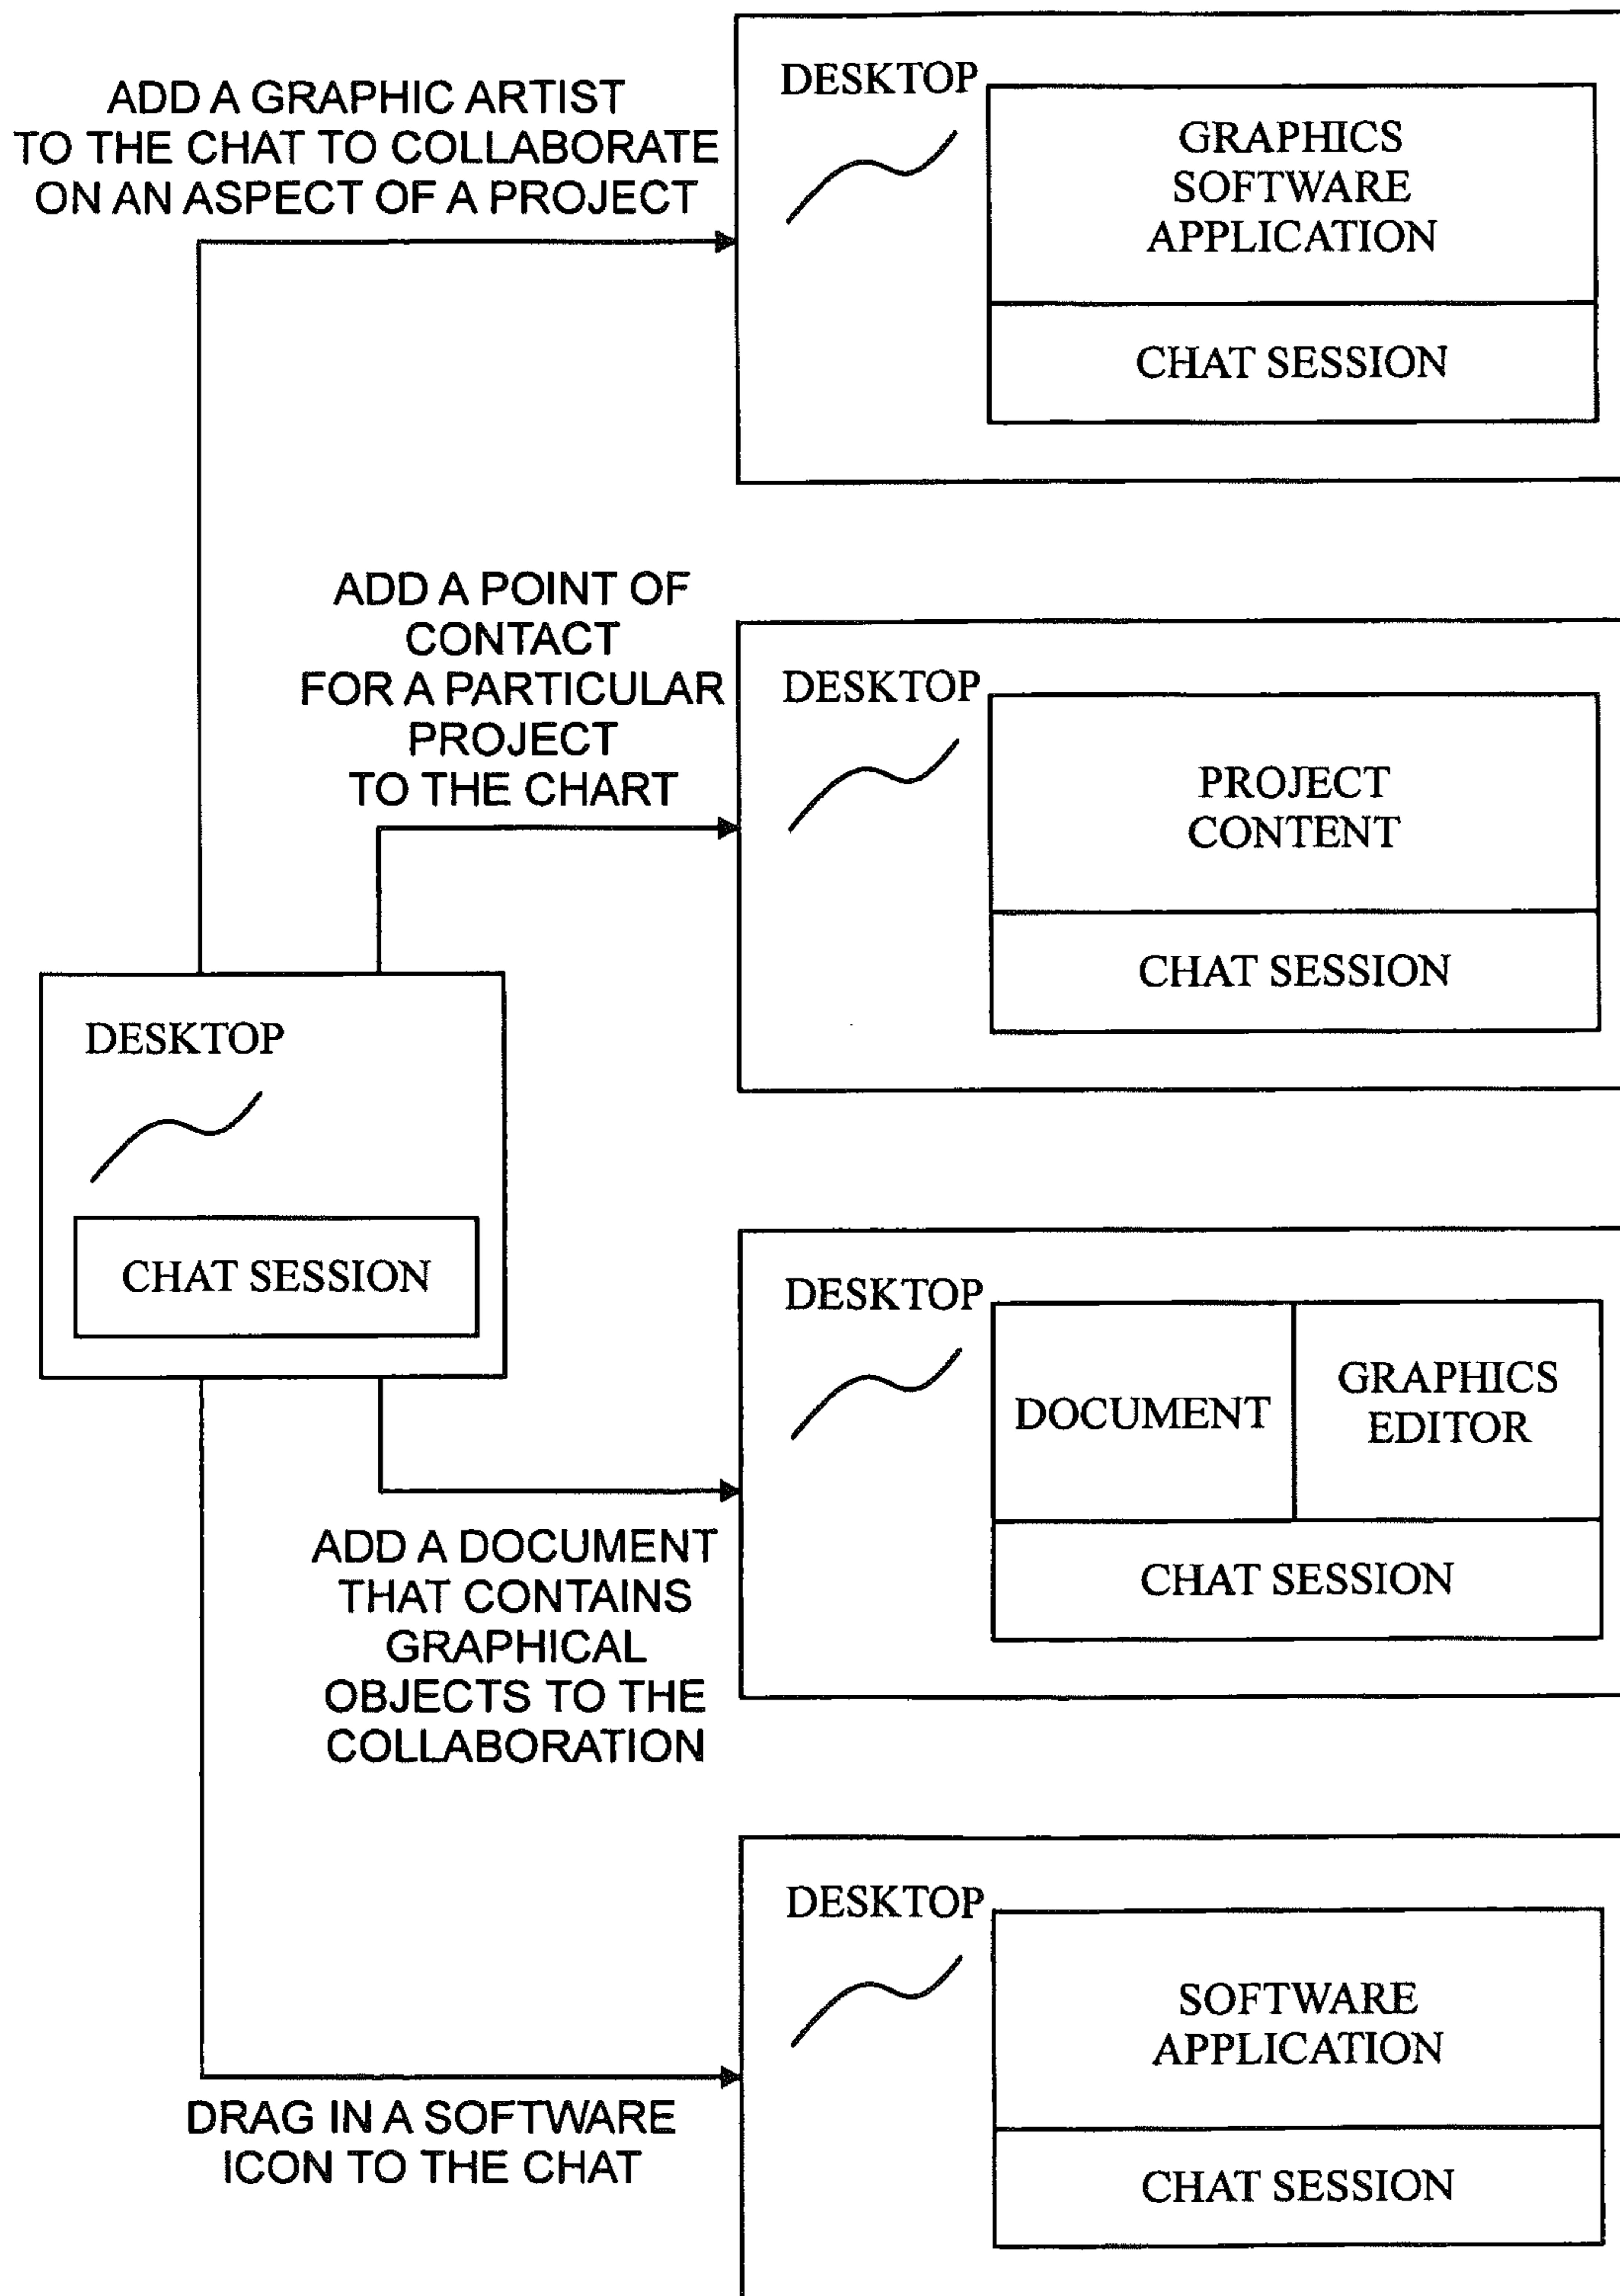 ADD A GRAPHIC ARTIST
TO THE CHAT TO COLLABORATE
ON AN ASPECT OF A PROJECT
DESKTOP
GRAPHICS
SOFTWARE
APPLICATION
CHAT SESSION
ADD A POINT OF
CONTACT
FOR A PARTICULAR
PROJECT
TO THE CHART
DESKTOP
PROJECT
CONTENT
CHAT SESSION
DESKTOP
CHAT SESSION
ADD A DOCUMENT
THAT CONTAINS
GRAPHICAL
OBJECTS TO THE
COLLABORATION
DESKTOP
DOCUMENT
GRAPHICS
EDITOR
CHAT SESSION
DRAG IN A SOFTWARE
ICON TO THE CHAT
DESKTOP
SOFTWARE
APPLICATION
CHAT SESSION